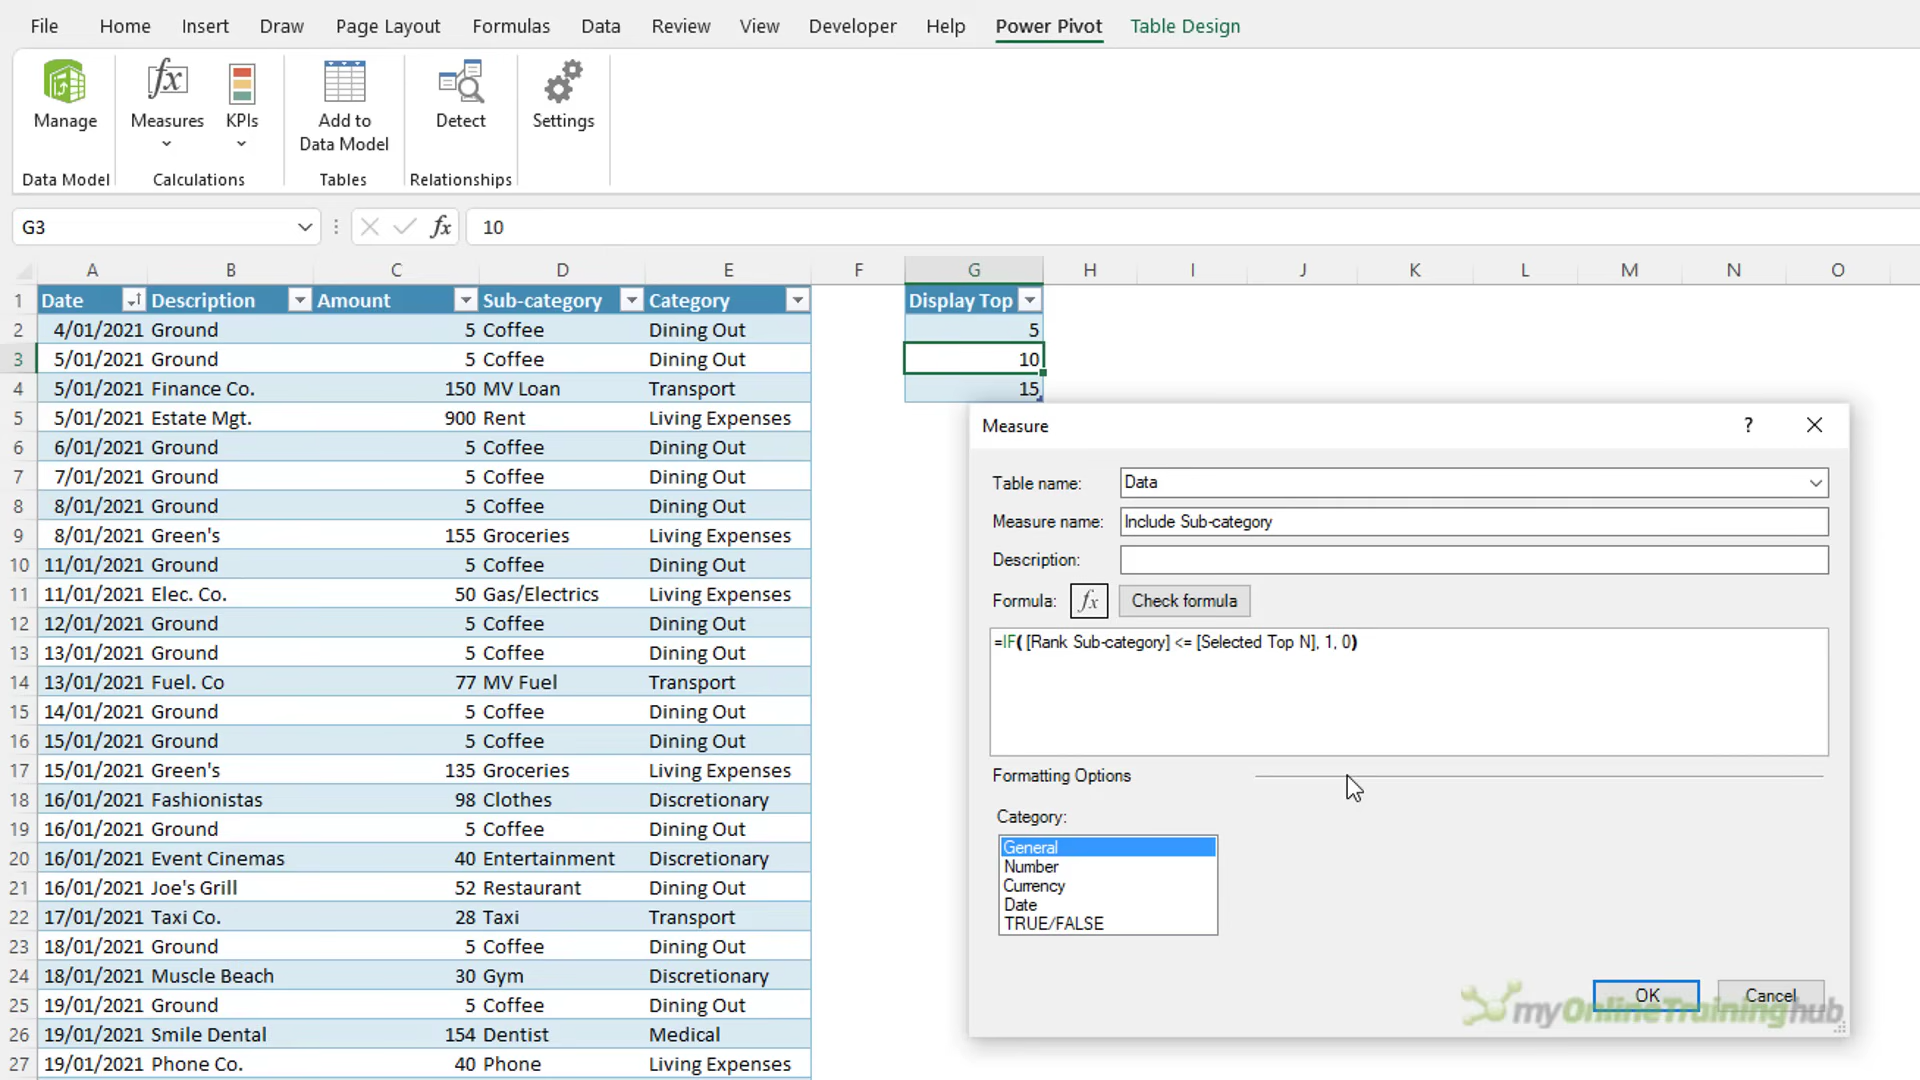 File Home Insert Draw Page Layout Formulas Data Review View Developer Help Power Pivot Table Design
Manage Measures KPIs Add to Data Model Detect Settings
Data Model Calculations Tables Relationships
G3 fx 10
A B C D E F G H I J K L M N O
1 Date Description Amount Sub-category Category Display Top
2 4/01/2021 Ground 5 Coffee Dining Out 5
3 5/01/2021 Ground 5 Coffee Dining Out 10
4 5/01/2021 Finance Co. 150 MV Loan Transport 15
5 5/01/2021 Estate Mgt. 900 Rent Living Expenses
6 6/01/2021 Ground 5 Coffee Dining Out
7 7/01/2021 Ground 5 Coffee Dining Out
8 8/01/2021 Ground 5 Coffee Dining Out
9 8/01/2021 Green's 155 Groceries Living Expenses
10 11/01/2021 Ground 5 Coffee Dining Out
11 11/01/2021 Elec. Co. 50 Gas/Electrics Living Expenses
12 12/01/2021 Ground 5 Coffee Dining Out
13 13/01/2021 Ground 5 Coffee Dining Out
14 13/01/2021 Fuel. Co 77 MV Fuel Transport
15 14/01/2021 Ground 5 Coffee Dining Out
16 15/01/2021 Ground 5 Coffee Dining Out
17 15/01/2021 Green's 135 Groceries Living Expenses
18 16/01/2021 Fashionistas 98 Clothes Discretionary
19 16/01/2021 Ground 5 Coffee Dining Out
20 16/01/2021 Event Cinemas 40 Entertainment Discretionary
21 16/01/2021 Joe's Grill 52 Restaurant Dining Out
22 17/01/2021 Taxi Co. 28 Taxi Transport
23 18/01/2021 Ground 5 Coffee Dining Out
24 18/01/2021 Muscle Beach 30 Gym Discretionary
25 19/01/2021 Ground 5 Coffee Dining Out
26 19/01/2021 Smile Dental 154 Dentist Medical
27 19/01/2021 Phone Co. 40 Phone Living Expenses
Measure ?
Table name: Data
Measure name: Include Sub-category
Description:
Formula: fx Check formula
=IF( [Rank Sub-category] <= [Selected Top N], 1, 0)
Formatting Options
Category:
General
Number
Currency
Date
TRUE/FALSE
OK Cancel
myOnlineTraininghub